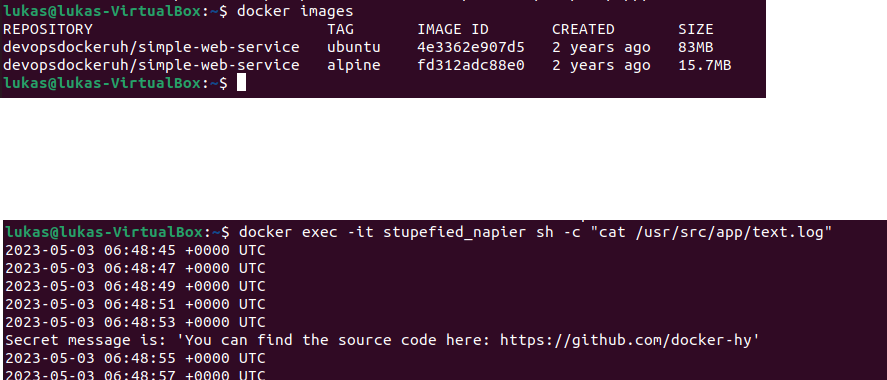 lukas@lukas-VirtualBox:~$ docker images
REPOSITORY TAG IMAGE ID CREATED SIZE
devopsdockeruh/simple-web-service ubuntu 4e3362e907d5 2 years ago 83MB
devopsdockeruh/simple-web-service alpine fd312adc88e0 2 years ago 15.7MB
lukas@lukas-VirtualBox:~$
lukas@lukas-VirtualBox:~$ docker exec -it stupefied_napier sh -c "cat /usr/src/app/text.log"
2023-05-03 06:48:45 +0000 UTC
2023-05-03 06:48:47 +0000 UTC
2023-05-03 06:48:49 +0000 UTC
2023-05-03 06:48:51 +0000 UTC
2023-05-03 06:48:53 +0000 UTC
Secret message is: 'You can find the source code here: https://github.com/docker-hy'
2023-05-03 06:48:55 +0000 UTC
2023-05-03 06:48:57 +0000 UTC